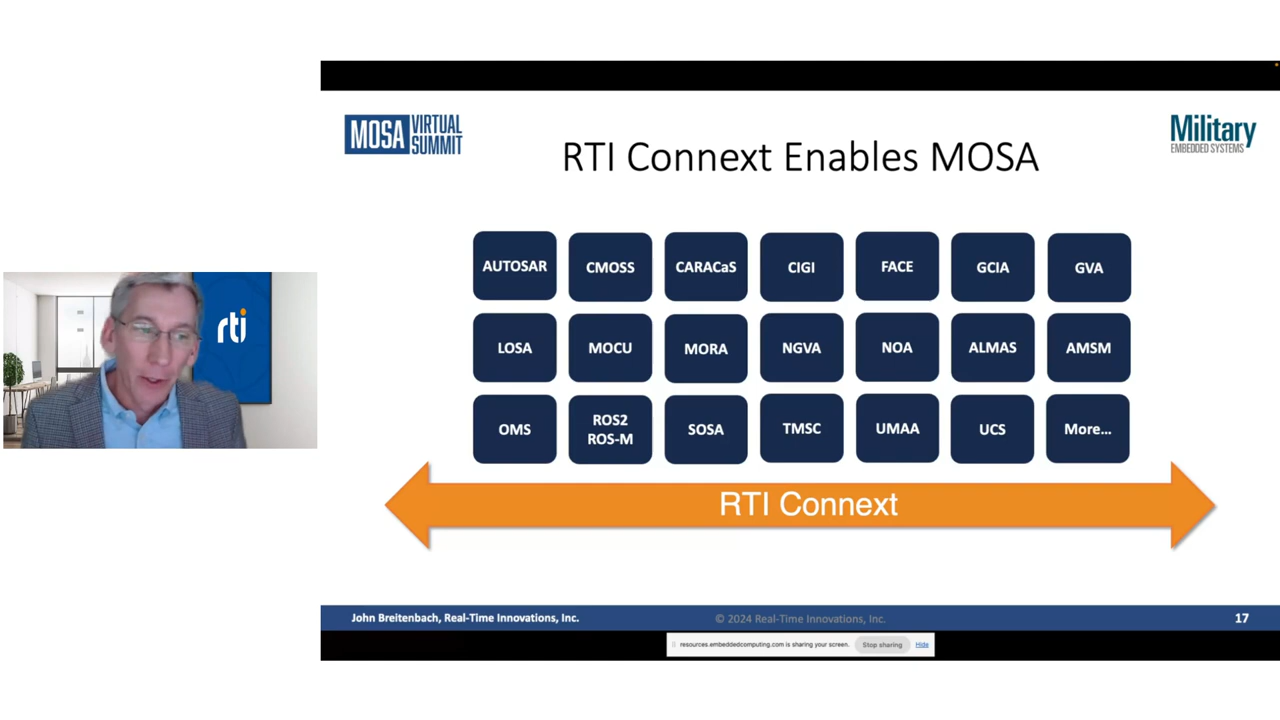 MOSA VIRTUAL SUMMIT
Military
EMBEDDED SYSTEMS
RTI Connext Enables MOSA
AUTOSAR
CMOSS
CARACaS
CIGI
FACE
GCIA
GVA
LOSA
MOCU
MORA
NGVA
NOA
ALMAS
AMSM
OMS
ROS2
ROS-M
SOSA
TMSC
UMAA
UCS
More...
RTI Connext
rti
John Breitenbach, Real-Time Innovations, Inc.
© 2024 Real-Time Innovations, Inc.
17
resources.embeddedcomputing.com is sharing your screen.
Stop sharing
Hide